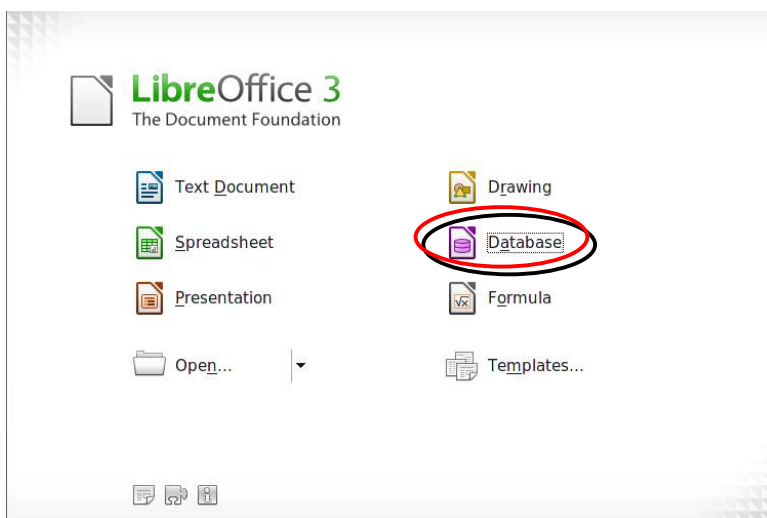 LibreOffice 3
The Document Foundation
Text Document
Drawing
Spreadsheet
Database
Presentation
Formula
Open...
Templates...